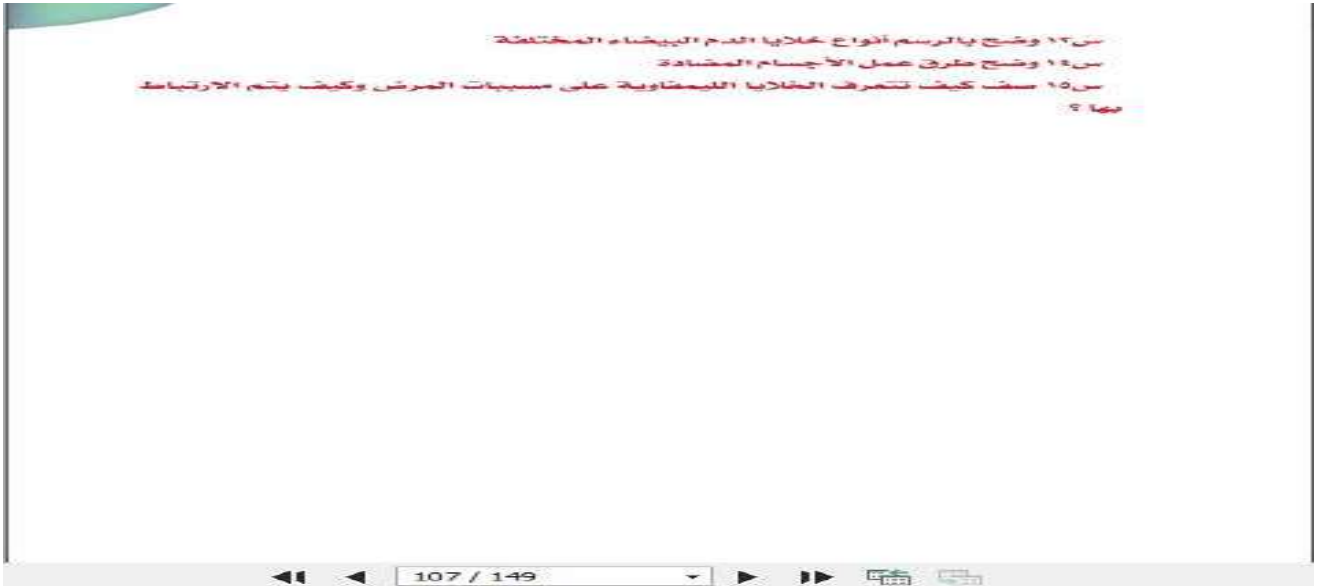 س١٣ وضح بالرسم أنواع خلايا الدم البيضاء المختلفة
س١٤ وضح طرق عمل الأجسام المضادة
س١٥ صف كيف تتعرف الخلايا الليمفاوية على مسببات المرض وكيف يتم الارتباط
بها ؟
107 / 149